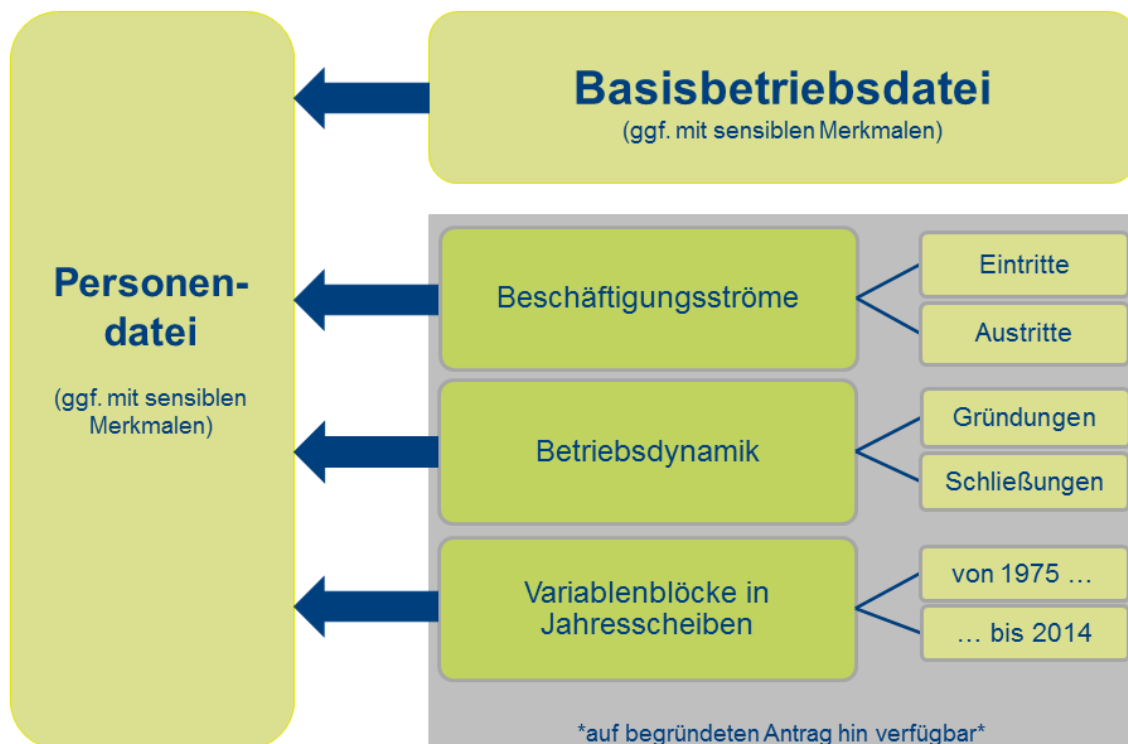 Personen-
datei
(ggf. mit sensiblen
Merkmalen)
Basisbetriebsdatei
(ggf. mit sensiblen Merkmalen)
Beschäftigungsströme
Eintritte
Austritte
Betriebsdynamik
Gründungen
Schließungen
Variablenblöcke in
Jahresscheiben
von 1975 …
… bis 2014
*auf begründeten Antrag hin verfügbar*